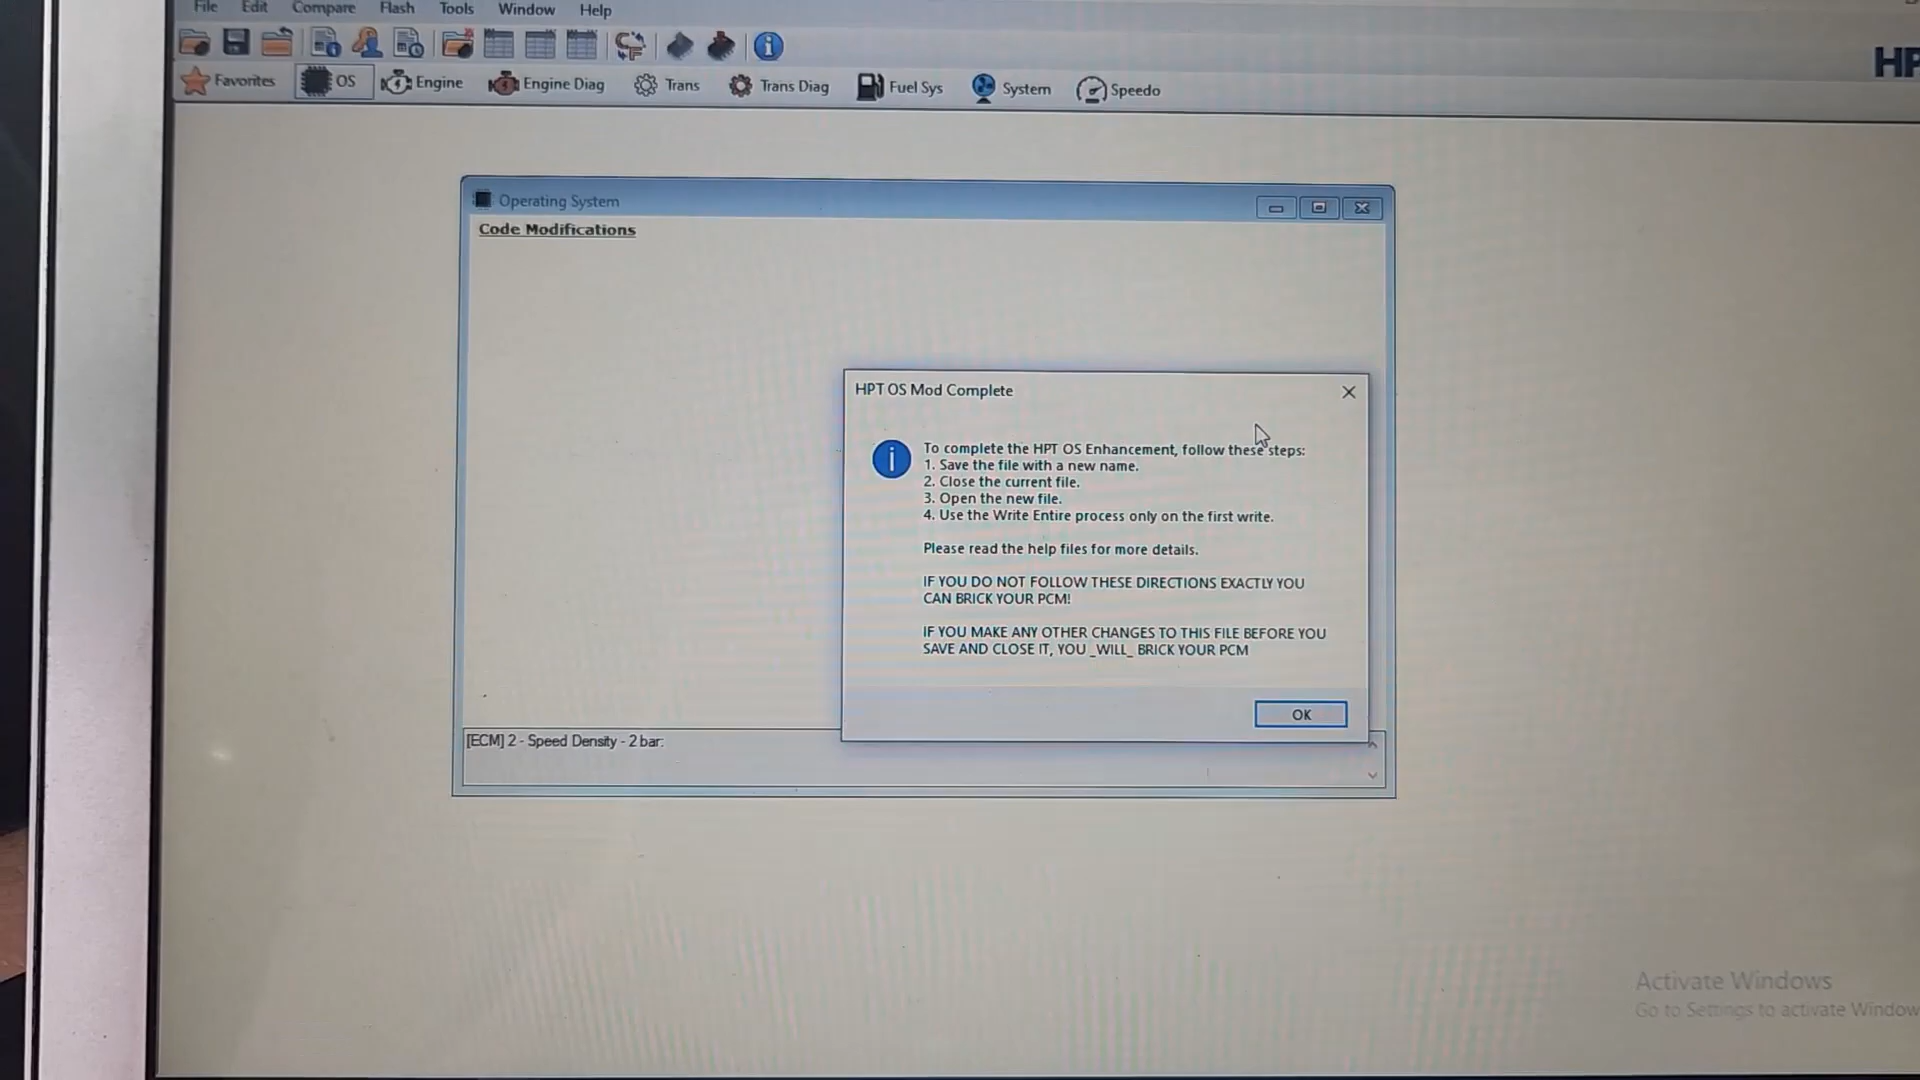 File Edit Compare Flash Tools Window Help
HP
Favorites OS Engine Engine Diag Trans Trans Diag Fuel Sys System Speedo
Operating System
Code Modifications
HPT OS Mod Complete
To complete the HPT OS Enhancement, follow these steps:
1. Save the file with a new name.
2. Close the current file.
3. Open the new file.
4. Use the Write Entire process only on the first write.
Please read the help files for more details.
IF YOU DO NOT FOLLOW THESE DIRECTIONS EXACTLY YOU
CAN BRICK YOUR PCM!
IF YOU MAKE ANY OTHER CHANGES TO THIS FILE BEFORE YOU
SAVE AND CLOSE IT, YOU _WILL_ BRICK YOUR PCM
OK
[ECM] 2 - Speed Density - 2 bar:
Activate Windows
Go to Settings to activate Window